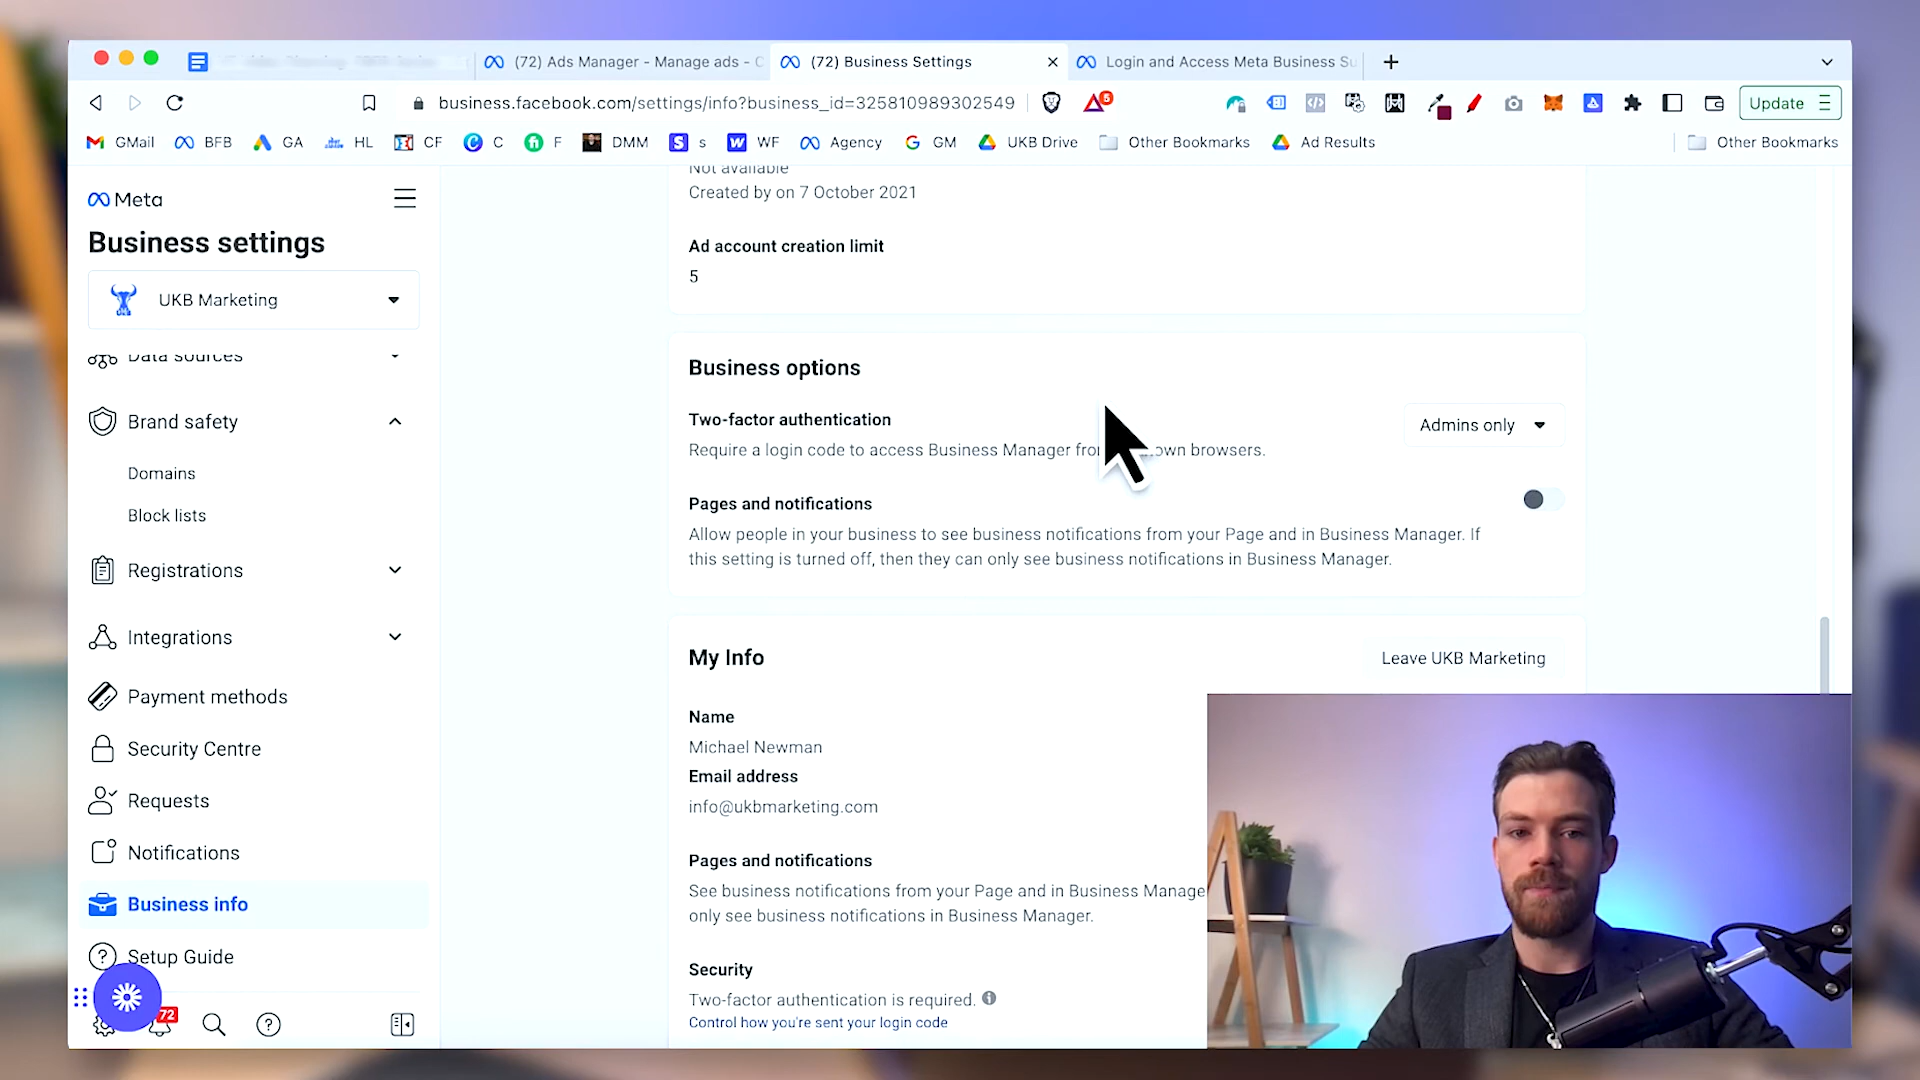 (72) Ads Manager - Manage ads - C
(72) Business Settings
Login and Access Meta Business Su
business.facebook.com/settings/info?business_id=325810989302549
5
Update
GMail
BFB
GA
HL
CF
C
F
DMM
S
s
W
WF
Agency
GM
UKB Drive
Other Bookmarks
Ad Results
Other Bookmarks
Meta
Business settings
UKB Marketing
Data sources
Brand safety
Domains
Block lists
Registrations
Integrations
Payment methods
Security Centre
Requests
Notifications
Business info
Setup Guide
72
Not available
Created by on 7 October 2021
Ad account creation limit
5
Business options
Two-factor authentication
Admins only
Require a login code to access Business Manager fro own browsers.
Pages and notifications
Allow people in your business to see business notifications from your Page and in Business Manager. If
this setting is turned off, then they can only see business notifications in Business Manager.
My Info
Leave UKB Marketing
Name
Michael Newman
Email address
info@ukbmarketing.com
Pages and notifications
See business notifications from your Page and in Business Manage
only see business notifications in Business Manager.
Security
Two-factor authentication is required.
Control how you're sent your login code